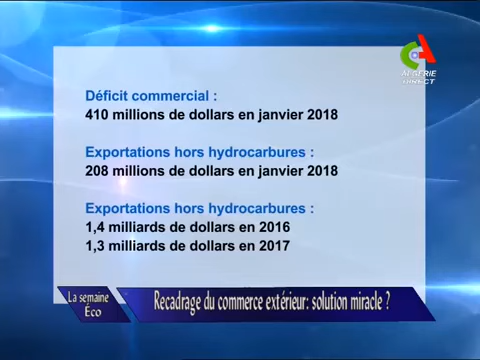 ALGÉRIE
DIRECT
Déficit commercial :
410 millions de dollars en janvier 2018
Exportations hors hydrocarbures :
208 millions de dollars en janvier 2018
Exportations hors hydrocarbures :
1,4 milliards de dollars en 2016
1,3 milliards de dollars en 2017
La semaine
Éco
Recadrage du commerce extérieur: solution miracle ?